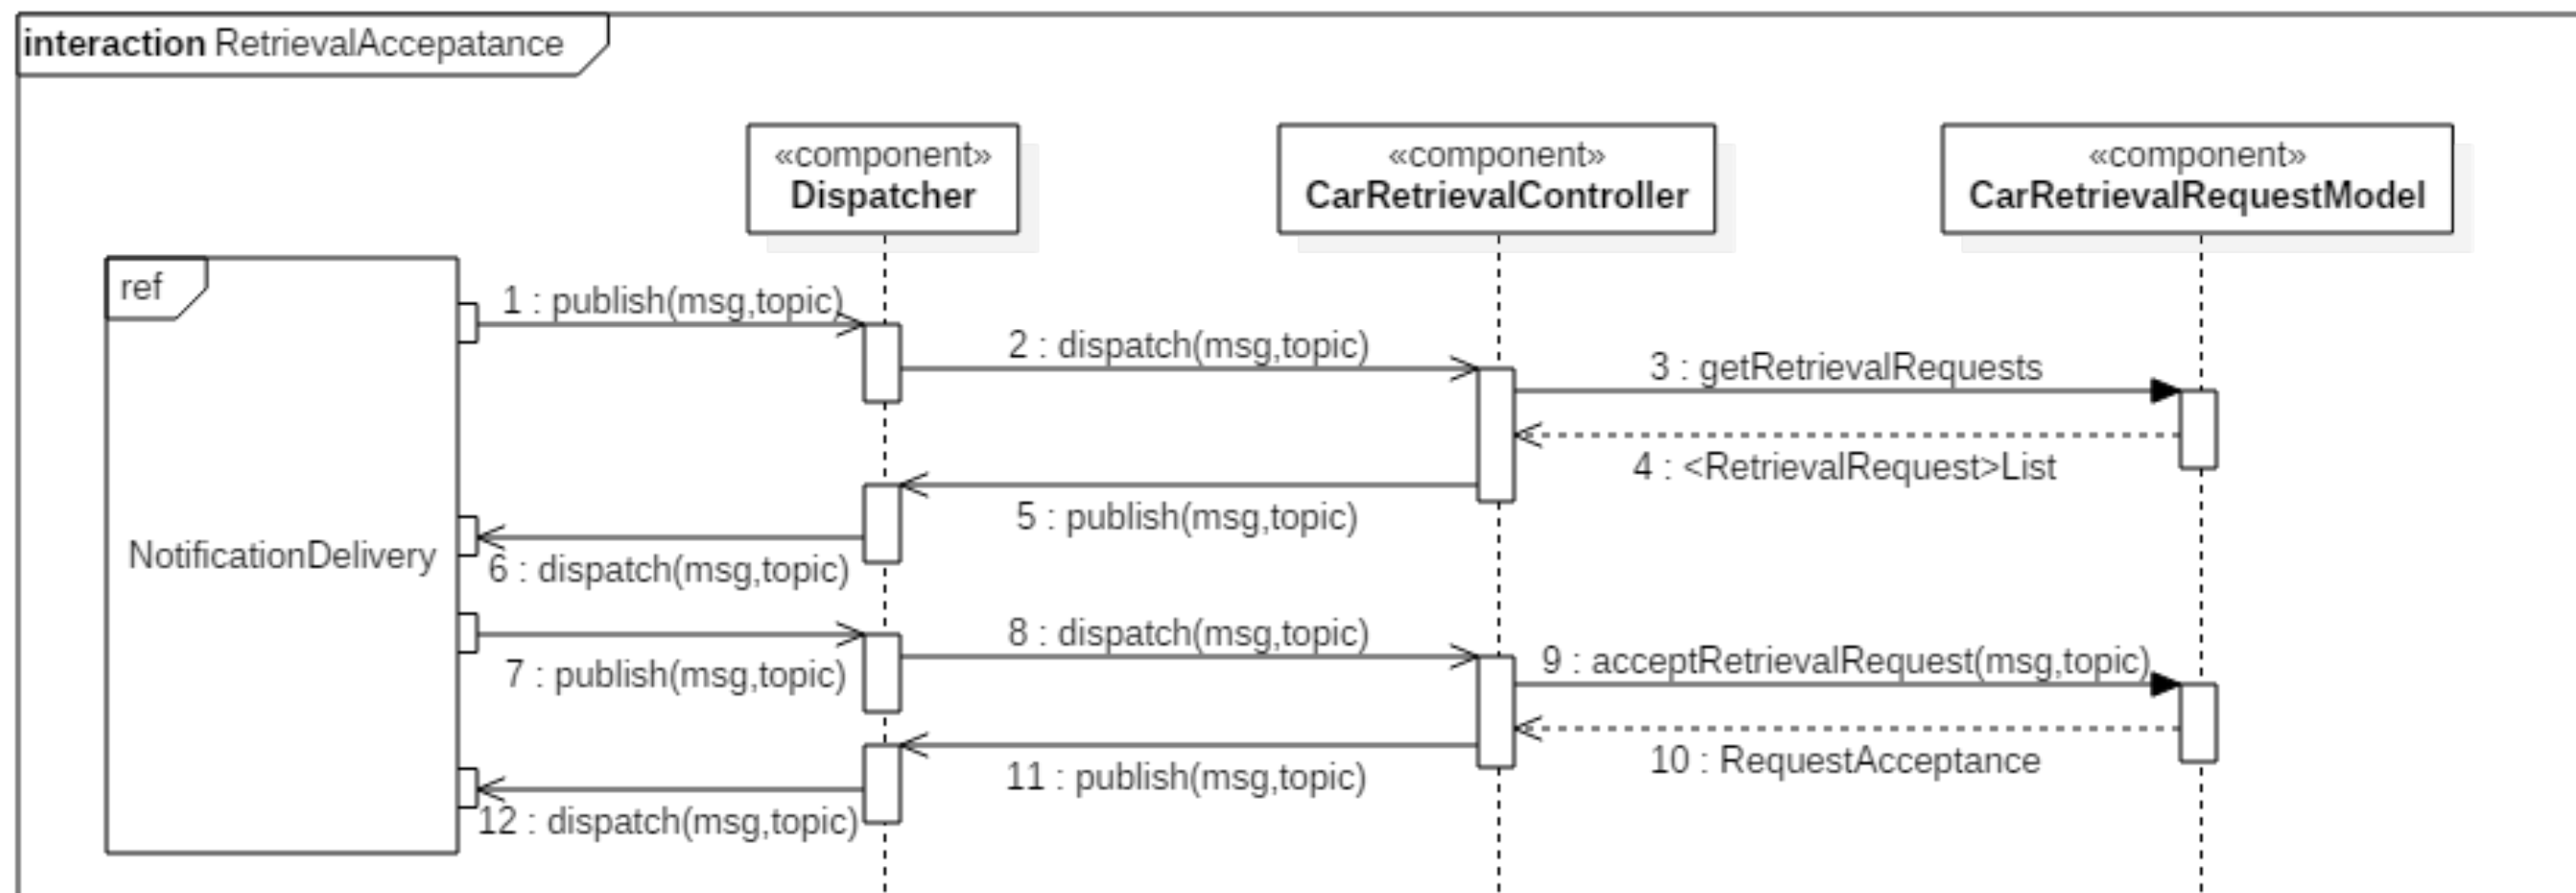 interaction RetrievalAccepatance
«component»
Dispatcher
«component»
CarRetrievalController
«component»
CarRetrievalRequestModel
ref
NotificationDelivery
1 : publish(msg,topic)
2 : dispatch(msg,topic)
3 : getRetrievalRequests
4 : <RetrievalRequest>List
5 : publish(msg,topic)
6 : dispatch(msg,topic)
7 : publish(msg,topic)
8 : dispatch(msg,topic)
9 : acceptRetrievalRequest(msg,topic)
10 : RequestAcceptance
11 : publish(msg,topic)
12 : dispatch(msg,topic)